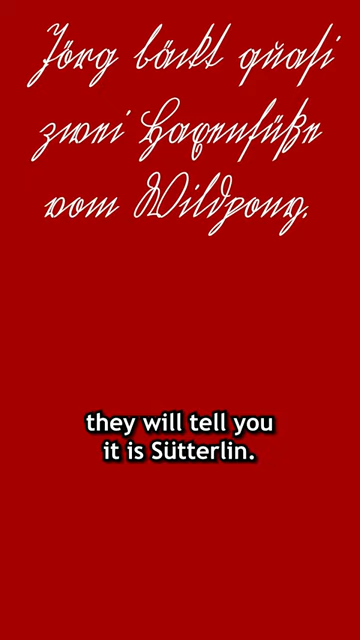 Jörg bäckt quasi
zwei Haxenfüße
vom Wildpony.
they will tell you
it is Sütterlin.